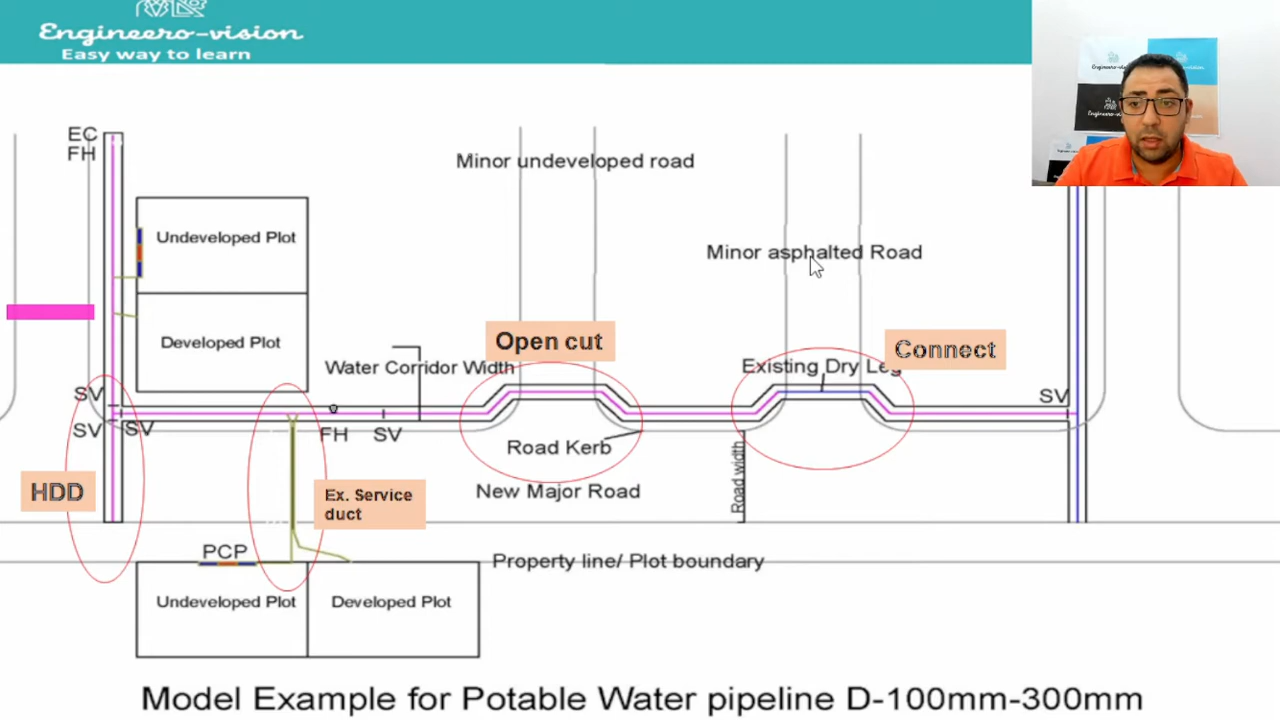 Engineero-vision
Easy way to learn
EC
FH
Minor undeveloped road
Undeveloped Plot
Minor asphalted Road
Developed Plot
Open cut
Connect
Water Corridor Width
Existing Dry Leg
SV
SV
SV
SV
FH
SV
Road Kerb
HDD
Ex. Service
duct
New Major Road
Road width
PCP
Property line/ Plot boundary
Undeveloped Plot
Developed Plot
Model Example for Potable Water pipeline D-100mm-300mm